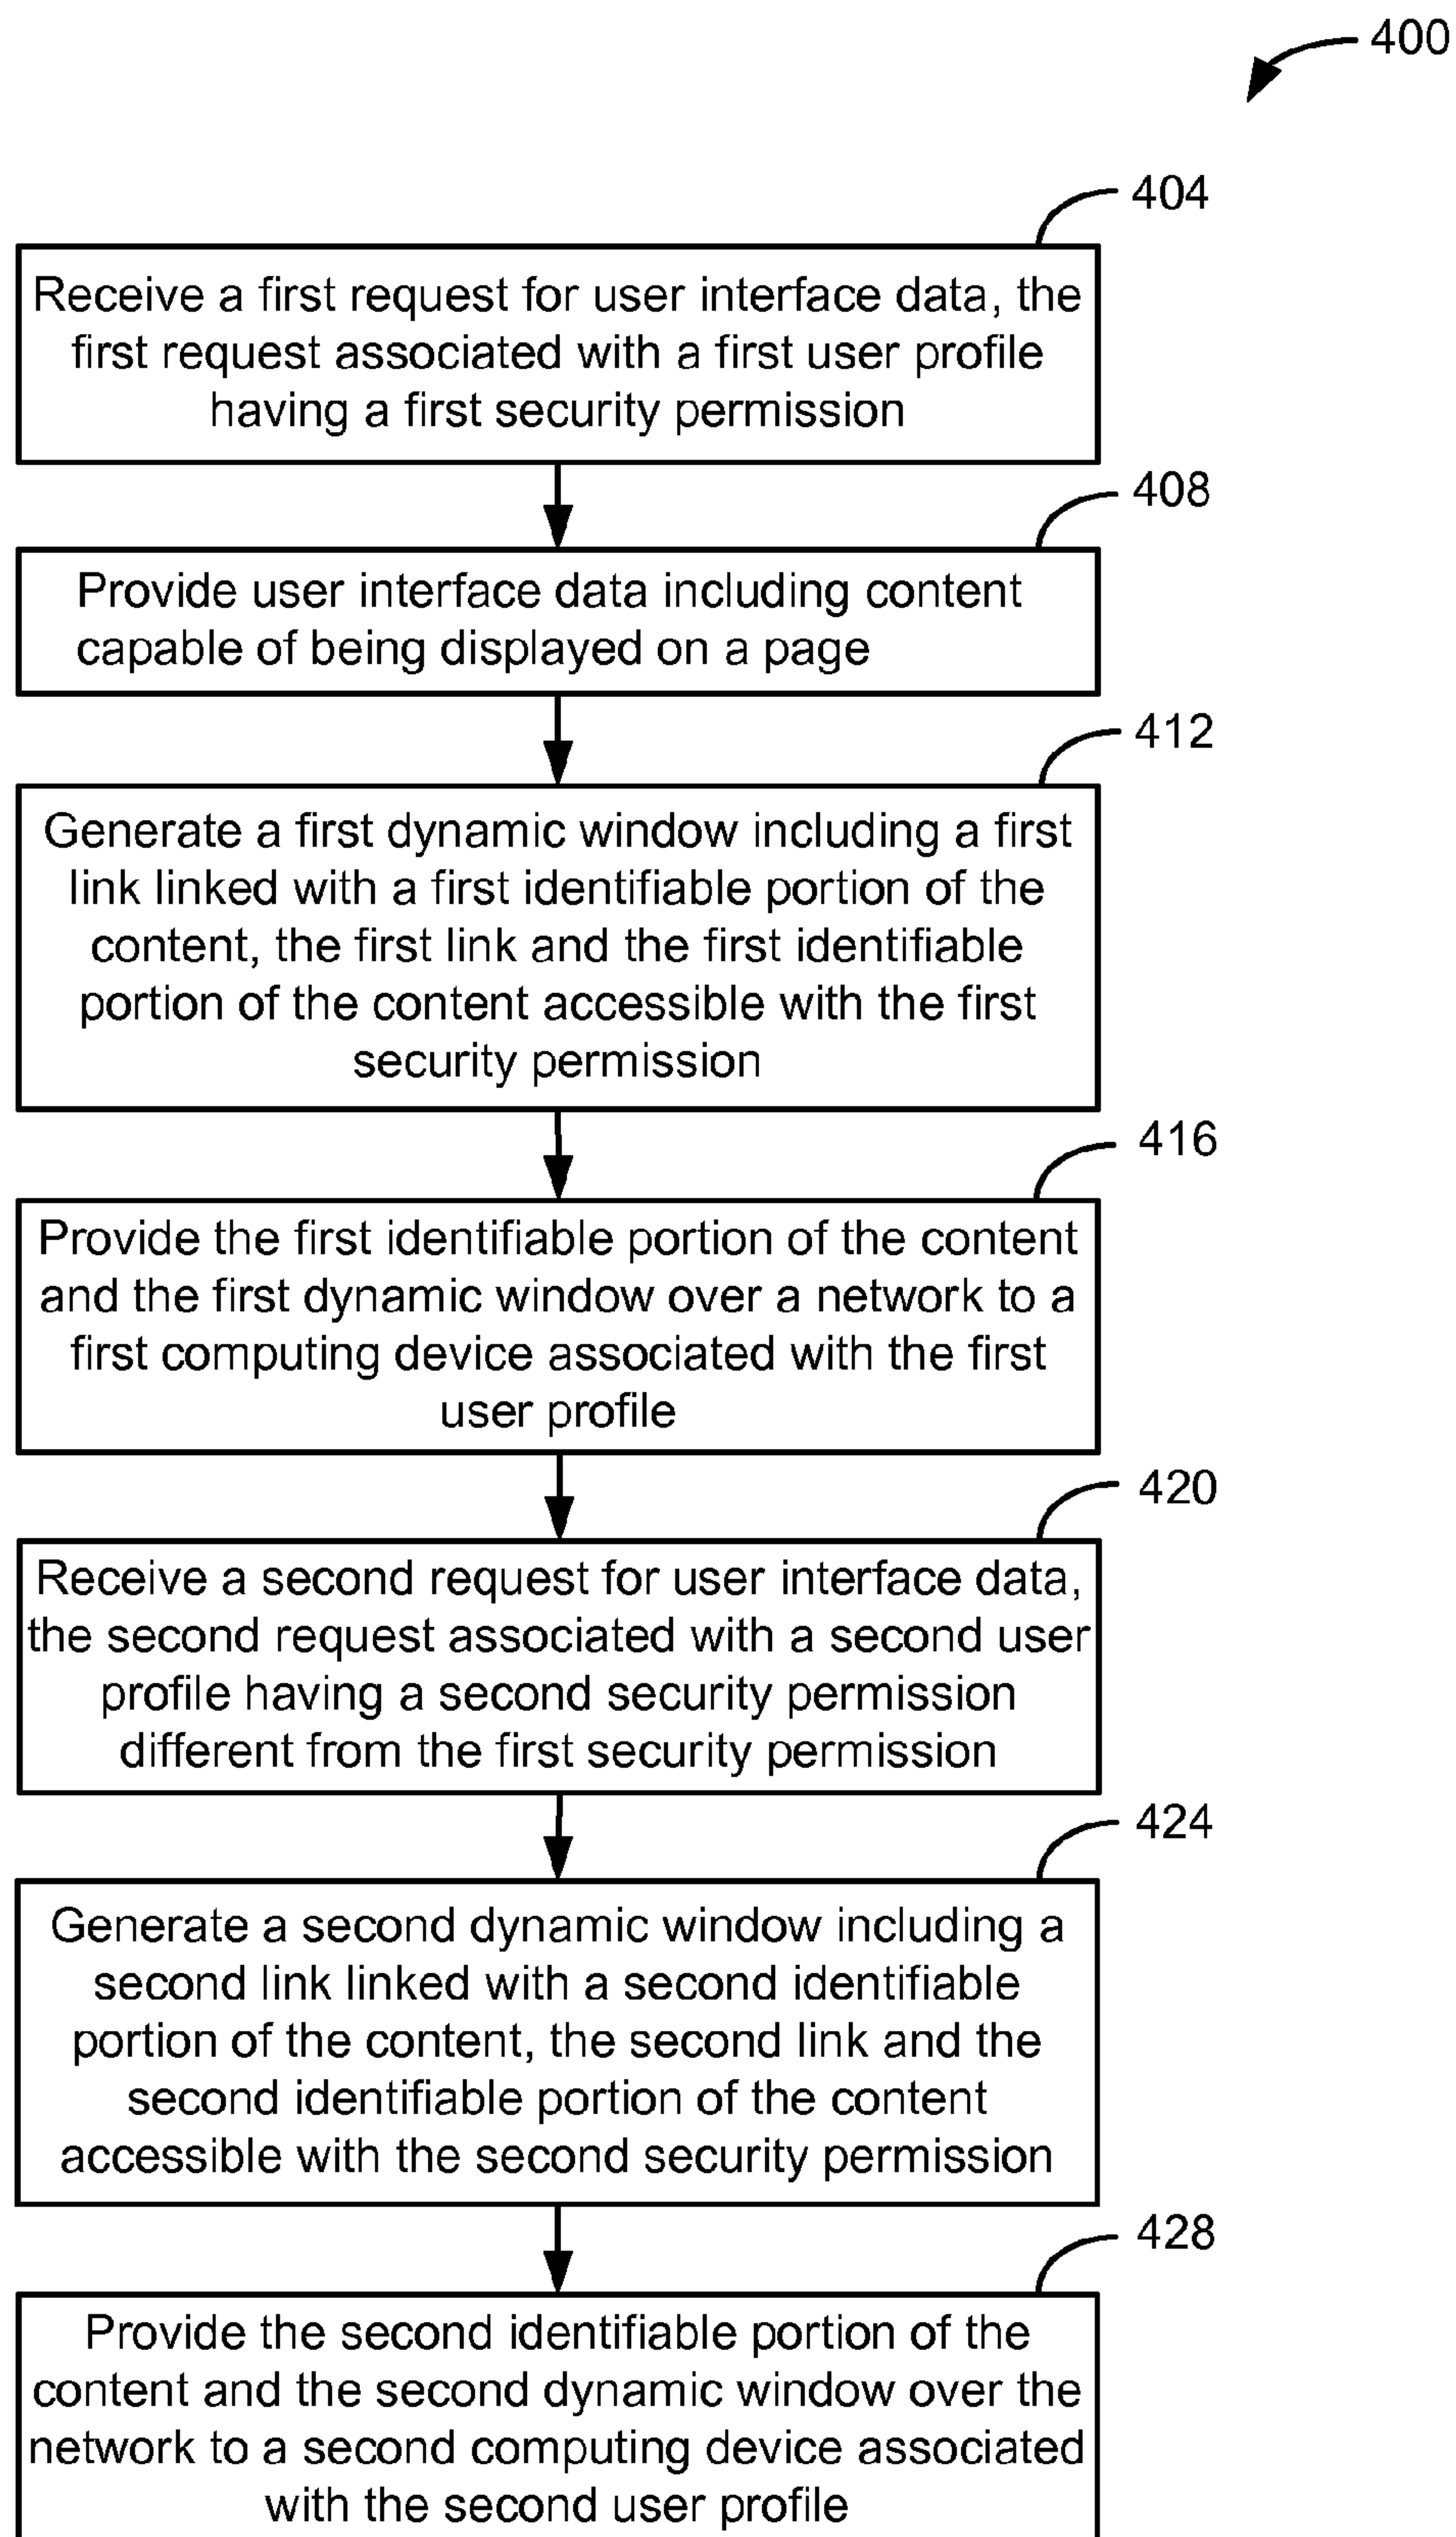 400
404
Receive a first request for user interface data, the
first request associated with a first user profile
having a first security permission
408
Provide user interface data including content
capable of being displayed on a page
412
Generate a first dynamic window including a first
link linked with a first identifiable portion of the
content, the first link and the first identifiable
portion of the content accessible with the first
security permission
416
Provide the first identifiable portion of the content
and the first dynamic window over a network to a
first computing device associated with the first
user profile
420
Receive a second request for user interface data,
the second request associated with a second user
profile having a second security permission
different from the first security permission
424
Generate a second dynamic window including a
second link linked with a second identifiable
portion of the content, the second link and the
second identifiable portion of the content
accessible with the second security permission
428
Provide the second identifiable portion of the
content and the second dynamic window over the
network to a second computing device associated
with the second user profile